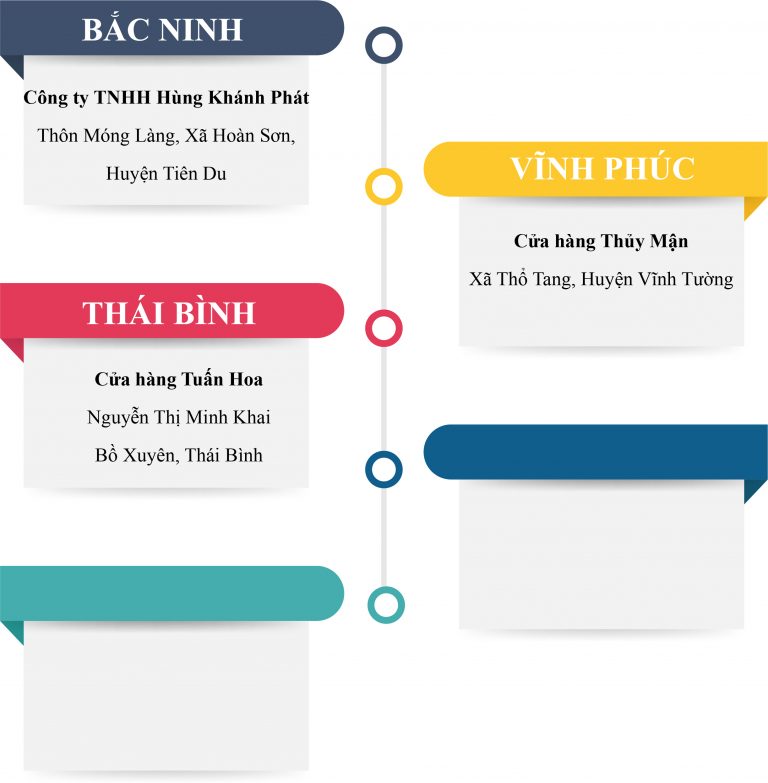 BẮC NINH
Công ty TNHH Hùng Khánh Phát
Thôn Móng Làng, Xã Hoàn Sơn,
Huyện Tiên Du
VĨNH PHÚC
Cửa hàng Thủy Mận
Xã Thổ Tang, Huyện Vĩnh Tường
THÁI BÌNH
Cửa hàng Tuấn Hoa
Nguyễn Thị Minh Khai
Bồ Xuyên, Thái Bình